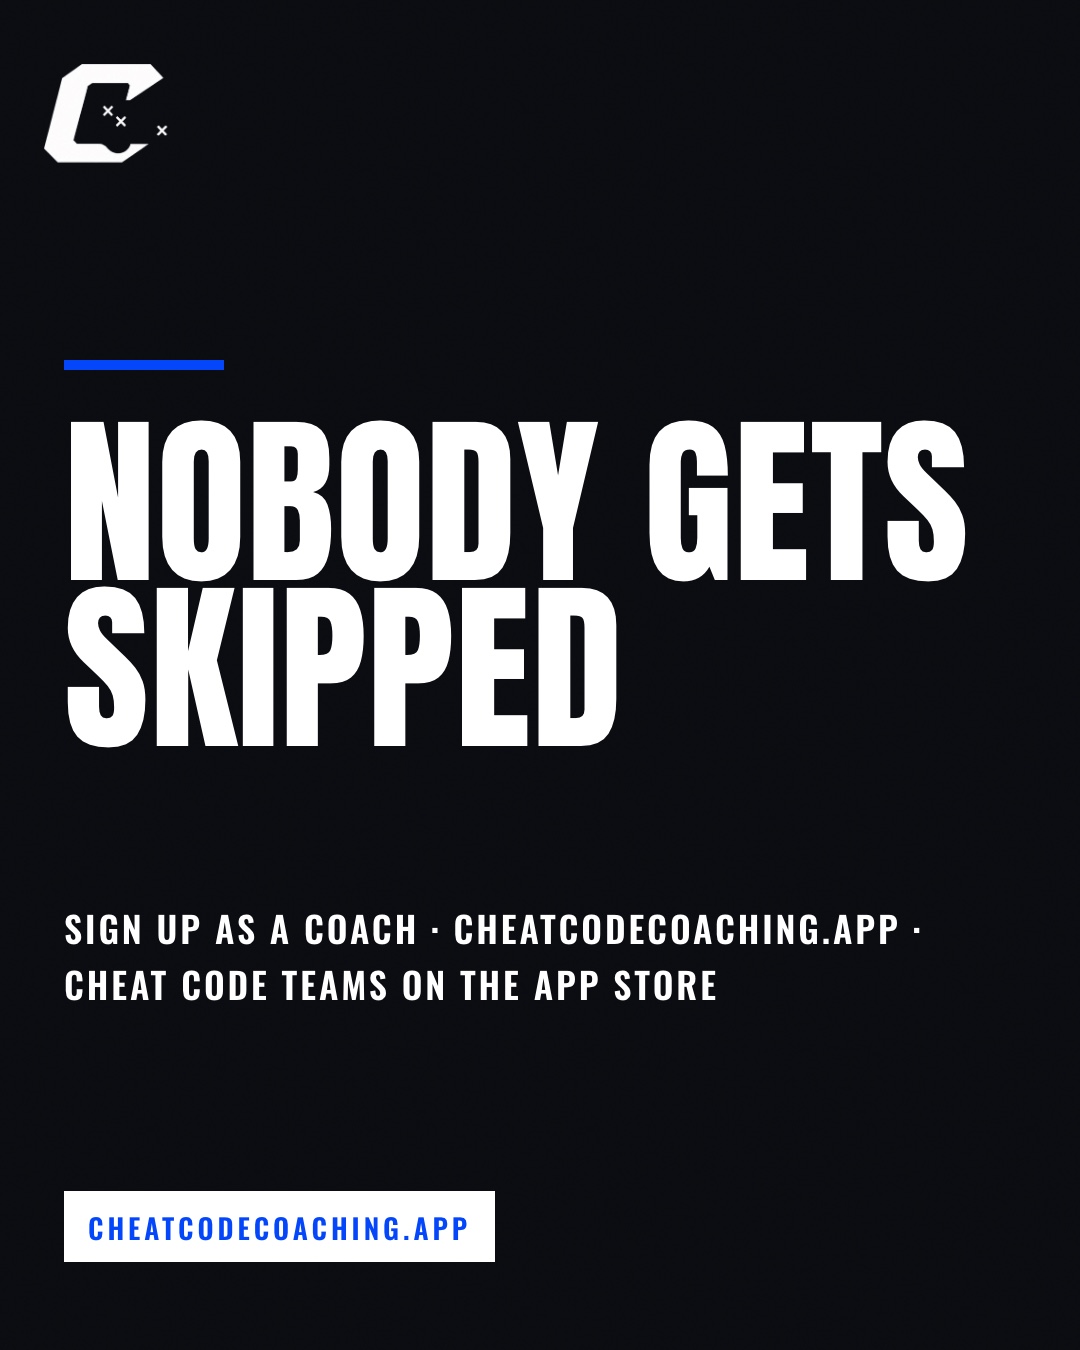 NOBODY GETS
SKIPPED
SIGN UP AS A COACH · CHEATCODECOACHING.APP ·
CHEAT CODE TEAMS ON THE APP STORE
CHEATCODECOACHING.APP